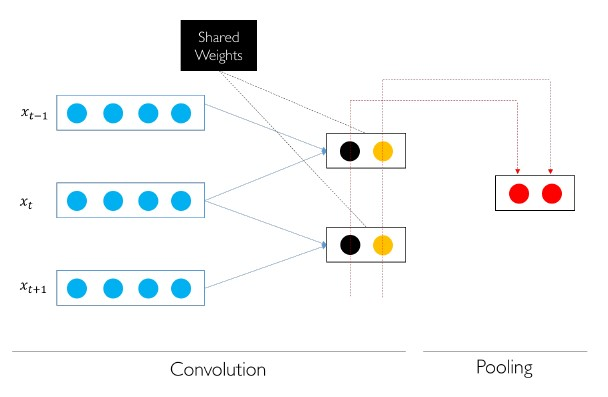 Shared
Weights
x_{t-1}
x_t
x_{t+1}
Convolution
Pooling